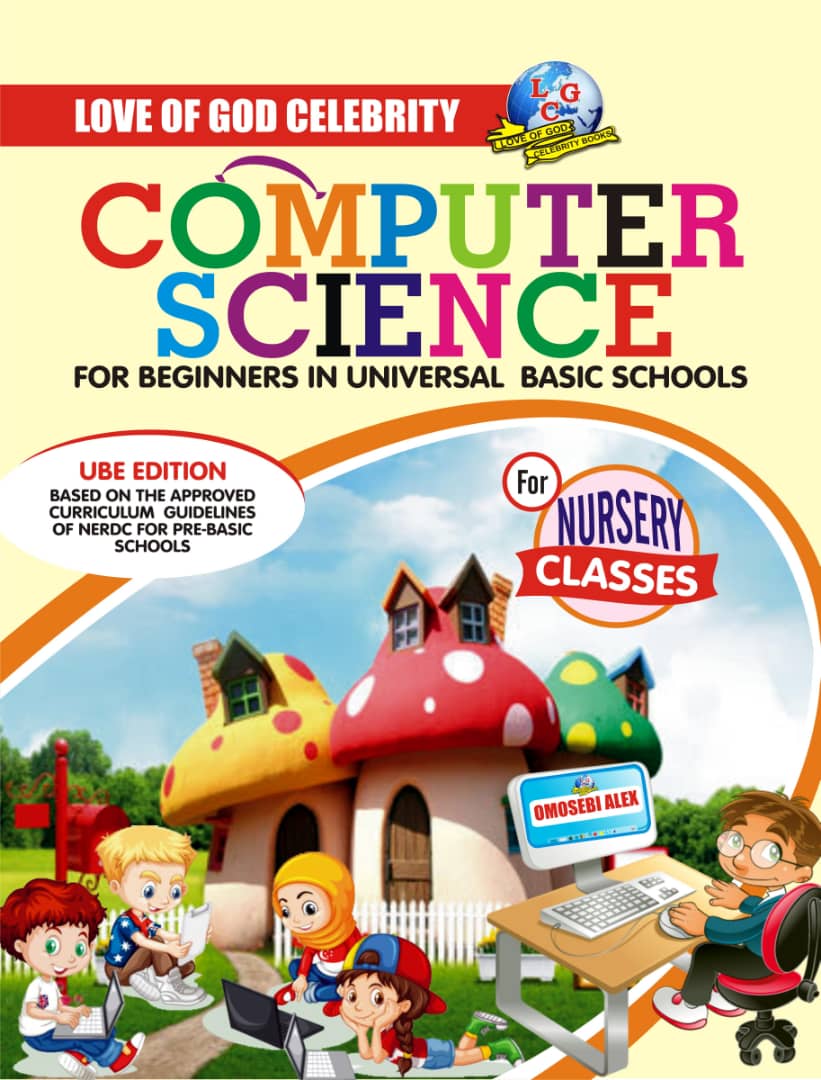 LOVE OF GOD CELEBRITY
L
C
G
LOVE OF GOD
CELEBRITY BOOKS
COMPUTER
SCIENCE
FOR BEGINNERS IN UNIVERSAL BASIC SCHOOLS
UBE EDITION
BASED ON THE APPROVED
CURRICULUM GUIDELINES
OF NERDC FOR PRE-BASIC
SCHOOLS
For
NURSERY
CLASSES
OMOSEBI ALEX